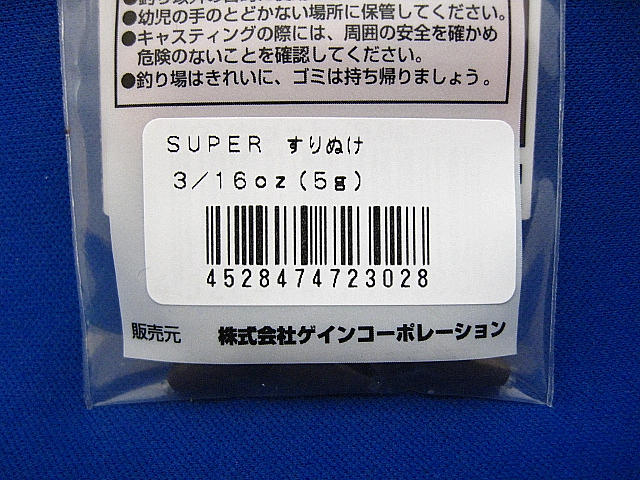 ●幼児の手のとどかない場所に保管してください。
●キャスティングの際には、周囲の安全を確かめ
危険のないことを確認してください。
●釣り場はきれいに、ゴミは持ち帰りましょう。
SUPER すりぬけ
3/16oz(5g)
4528474723028
販売元 株式会社ゲインコーポレーション